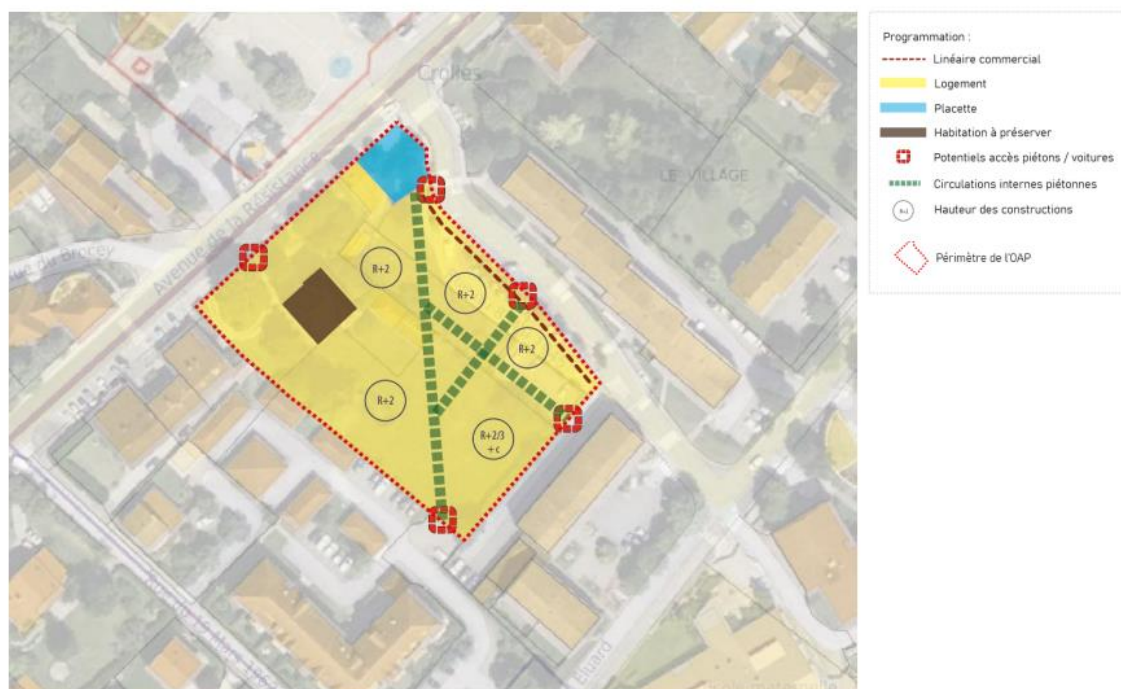 Crolles
LE VILLAGE
Avenue de la Résistance
R+2
R+2
R+2
R+2
R+2/3
+ c
Eluard
Programmation :
Linéaire commercial
Logement
Placette
Habitation à préserver
Potentiels accès piétons / voitures
Circulations internes piétonnes
Hauteur des constructions
Périmètre de l'OAP